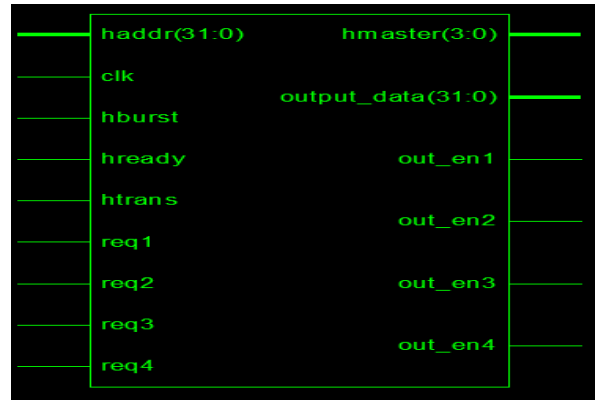 haddr(31:0) hmaster(3:0)
clk
output_data(31:0)
hburst
hready out_en1
htrans
out_en2
req1
req2 out_en3
req3
out_en4
req4